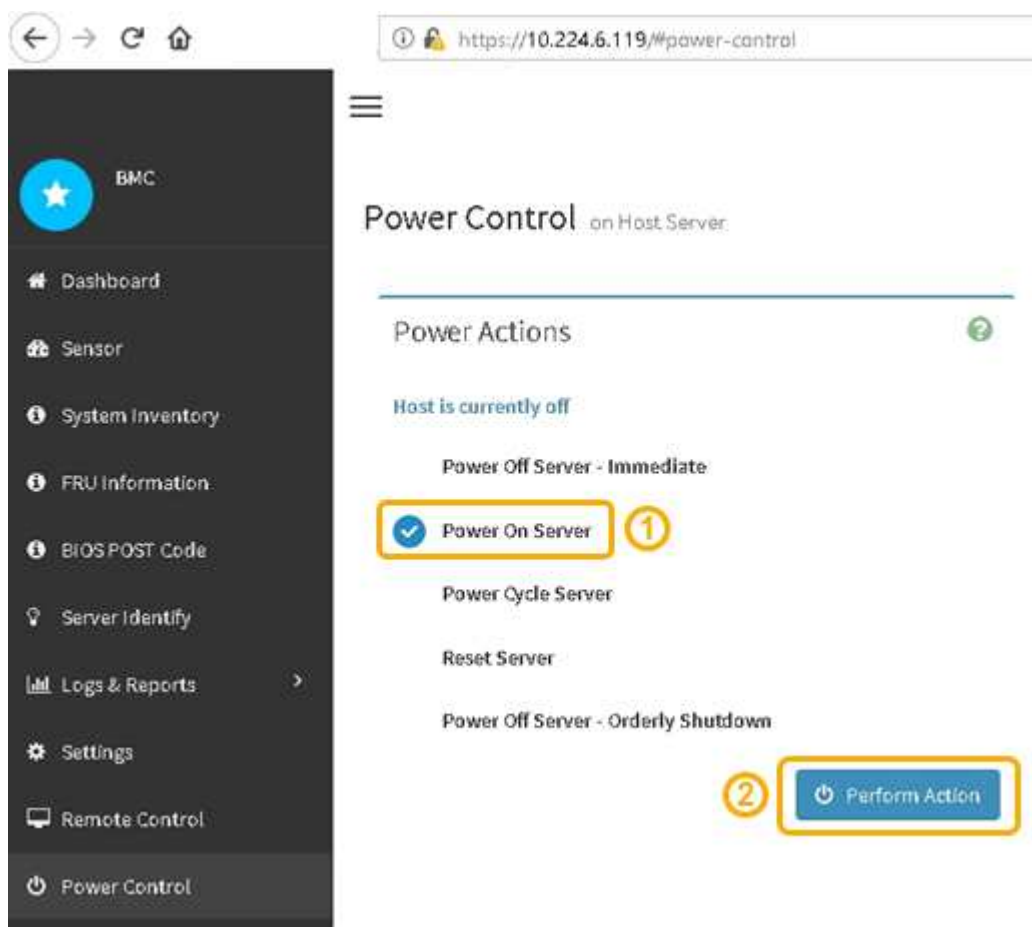 https://10.224.6.119/#power-control
BMC
Dashboard
Sensor
System Inventory
FRU Information
BIOS POST Code
Server Identify
Logs & Reports
Settings
Remote Control
Power Control
Power Control on Host Server
Power Actions
Host is currently off
Power Off Server - Immediate
Power On Server 1
Power Cycle Server
Reset Server
Power Off Server - Orderly Shutdown
2 Perform Action